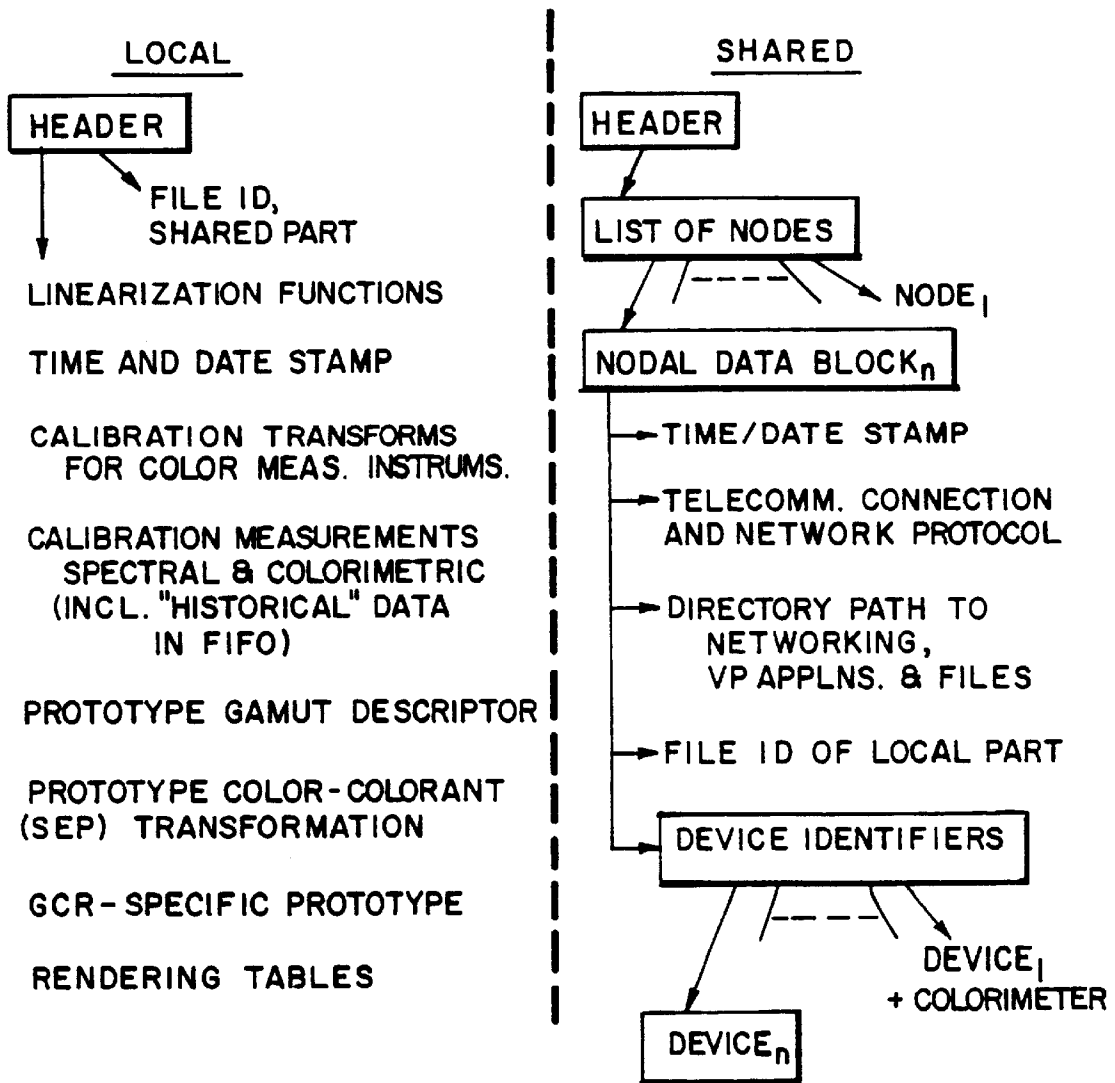 LOCAL
HEADER
FILE ID,
SHARED PART
LINEARIZATION FUNCTIONS
TIME AND DATE STAMP
CALIBRATION TRANSFORMS
FOR COLOR MEAS. INSTRUMS.
CALIBRATION MEASUREMENTS
SPECTRAL & COLORIMETRIC
(INCL. "HISTORICAL" DATA
IN FIFO)
PROTOTYPE GAMUT DESCRIPTOR
PROTOTYPE COLOR-COLORANT
(SEP) TRANSFORMATION
GCR-SPECIFIC PROTOTYPE
RENDERING TABLES
SHARED
HEADER
LIST OF NODES
NODE1
NODAL DATA BLOCKn
TIME/DATE STAMP
TELECOMM. CONNECTION
AND NETWORK PROTOCOL
DIRECTORY PATH TO
NETWORKING,
VP APPLNS. & FILES
FILE ID OF LOCAL PART
DEVICE IDENTIFIERS
DEVICE1
+ COLORIMETER
DEVICEn